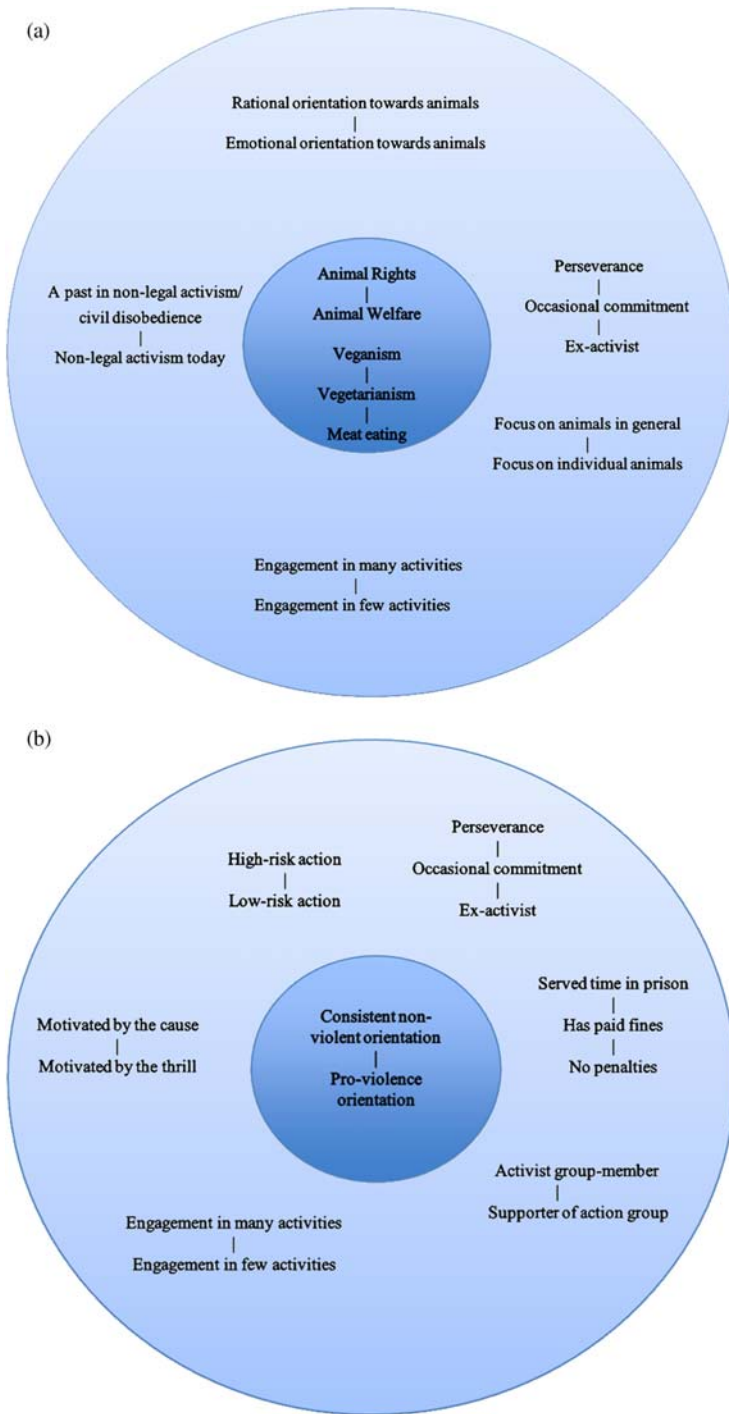 (a)
Rational orientation towards animals
|
Emotional orientation towards animals
A past in non-legal activism/
civil disobedience
|
Non-legal activism today
Animal Rights
|
Animal Welfare
Veganism
|
Vegetarianism
|
Meat eating
Perseverance
|
Occasional commitment
|
Ex-activist
Focus on animals in general
|
Focus on individual animals
Engagement in many activities
|
Engagement in few activities
(b)
High-risk action
|
Low-risk action
Perseverance
|
Occasional commitment
|
Ex-activist
Motivated by the cause
|
Motivated by the thrill
Consistent non-
violent orientation
|
Pro-violence
orientation
Served time in prison
|
Has paid fines
|
No penalties
Activist group-member
|
Supporter of action group
Engagement in many activities
|
Engagement in few activities